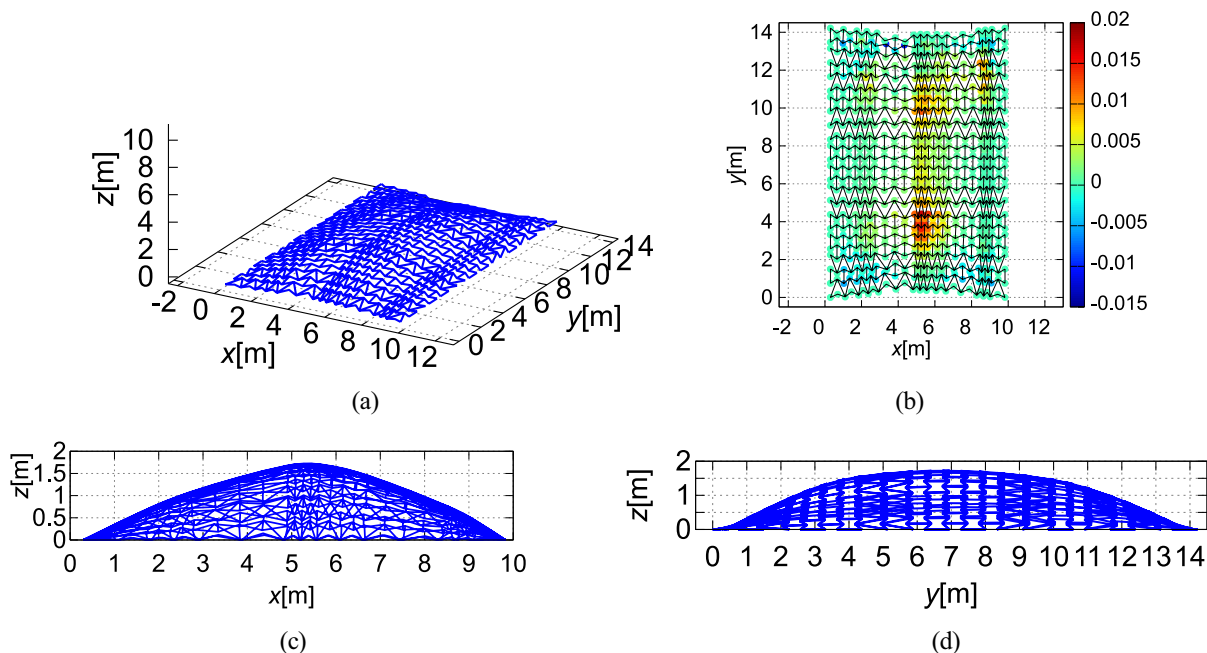 10
8
6
4
2
0
z[m]
-2 0 2 4 6 8 10 12
x[m]
0 2 4 6 8 10 12 14
y[m]
(a)
14
12
10
8
6
4
2
0
y[m]
-2 0 2 4 6 8 10 12
x[m]
0.02
0.015
0.01
0.005
0
-0.005
-0.01
-0.015
(b)
2
1.5
1
0.5
0
z[m]
0 1 2 3 4 5 6 7 8 9 10
x[m]
(c)
2
1
0
z[m]
0 1 2 3 4 5 6 7 8 9 10 11 12 13 14
y[m]
(d)